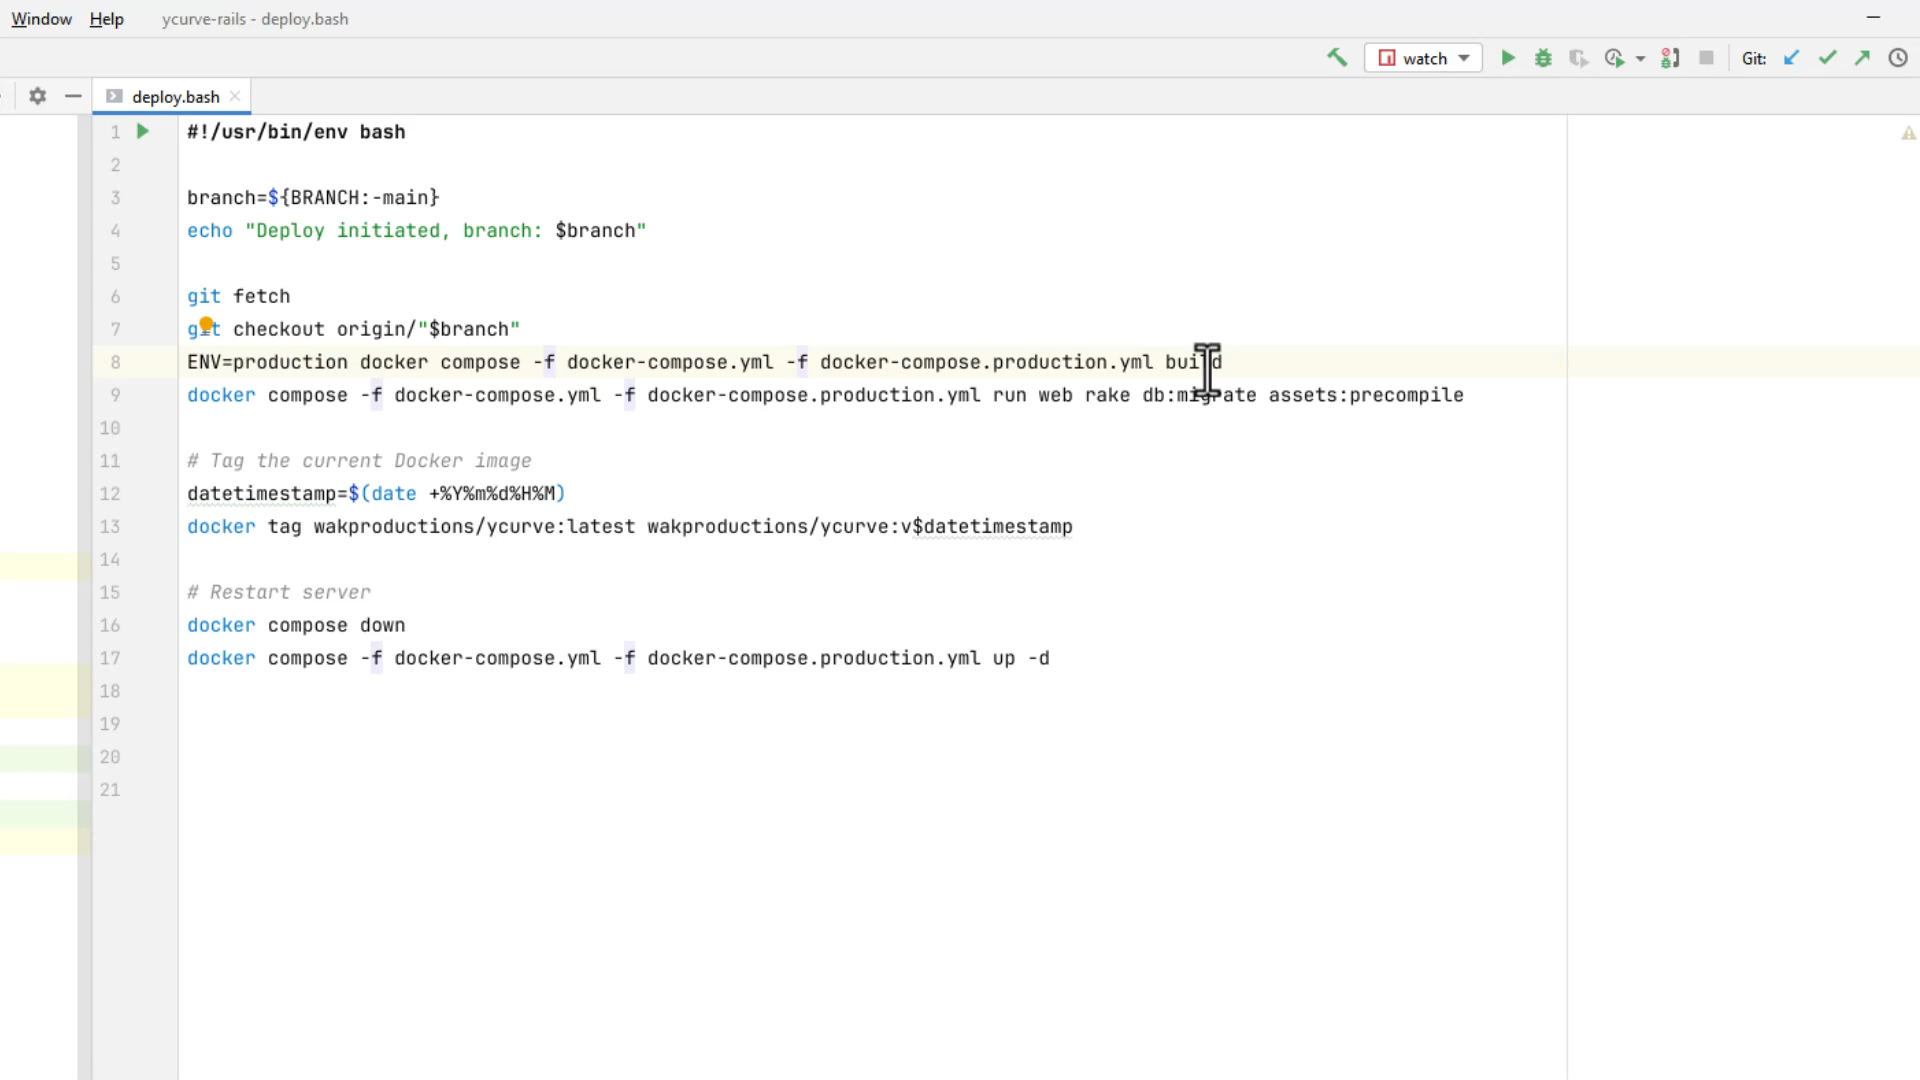 Window Help ycurve-rails - deploy.bash
watch Git:
deploy.bash
1 #!/usr/bin/env bash
2
3 branch=${BRANCH:-main}
4 echo "Deploy initiated, branch: $branch"
5
6 git fetch
7 git checkout origin/"$branch"
8 ENV=production docker compose -f docker-compose.yml -f docker-compose.production.yml build
9 docker compose -f docker-compose.yml -f docker-compose.production.yml run web rake db:migrate assets:precompile
10
11 # Tag the current Docker image
12 datetimestamp=$(date +%Y%m%d%H%M)
13 docker tag wakproductions/ycurve:latest wakproductions/ycurve:v$datetimestamp
14
15 # Restart server
16 docker compose down
17 docker compose -f docker-compose.yml -f docker-compose.production.yml up -d
18
19
20
21